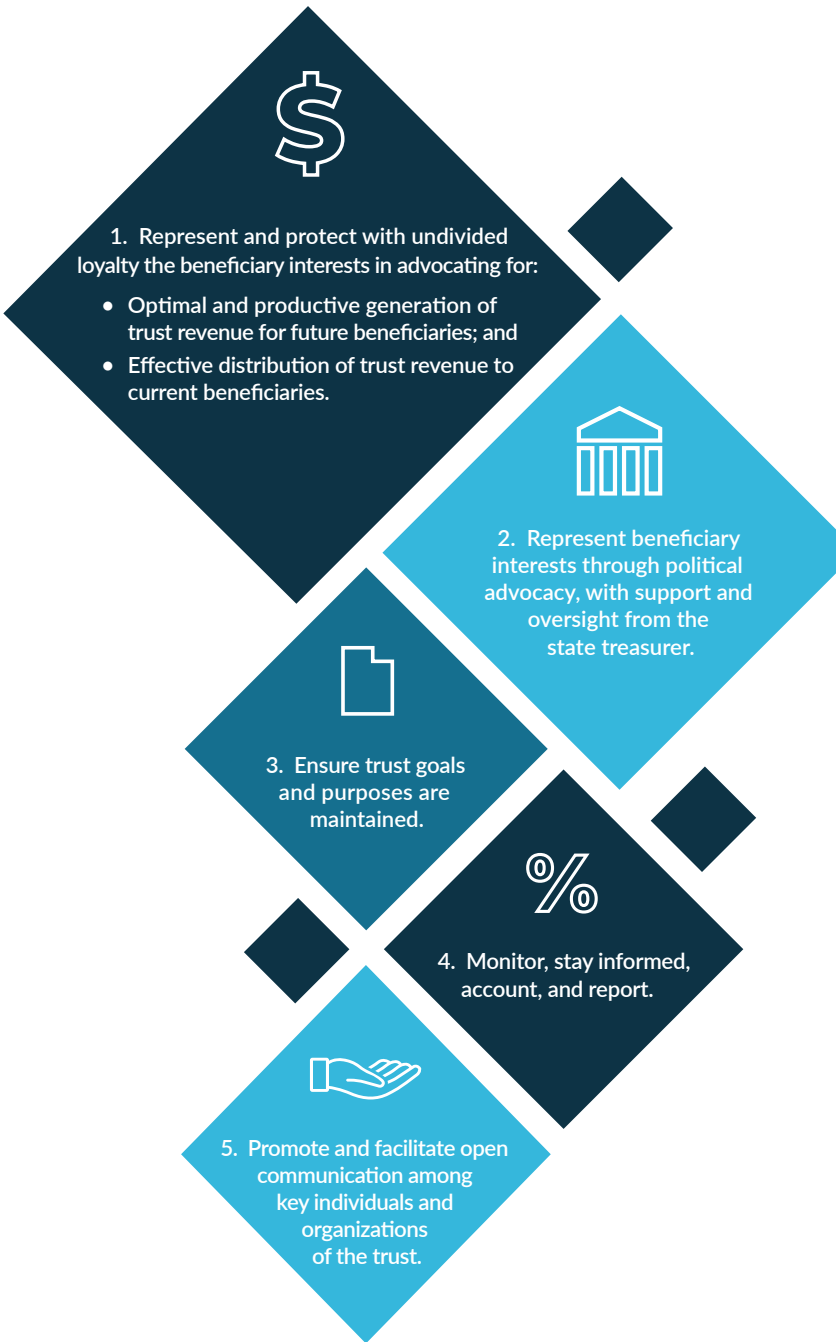 $
1. Represent and protect with undivided
loyalty the beneficiary interests in advocating for:
• Optimal and productive generation of
trust revenue for future beneficiaries; and
• Effective distribution of trust revenue to
current beneficiaries.
2. Represent beneficiary
interests through political
advocacy, with support and
oversight from the
state treasurer.
3. Ensure trust goals
and purposes are
maintained.
%
4. Monitor, stay informed,
account, and report.
5. Promote and facilitate open
communication among
key individuals and
organizations
of the trust.